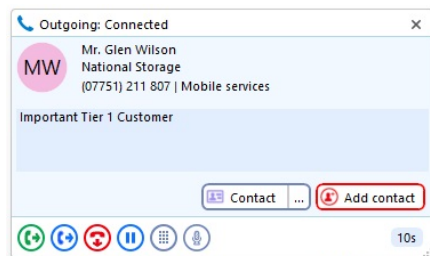 Outgoing: Connected
MW
Mr. Glen Wilson
National Storage
(07751) 211 807 | Mobile services
Important Tier 1 Customer
Contact ... Add contact
10s